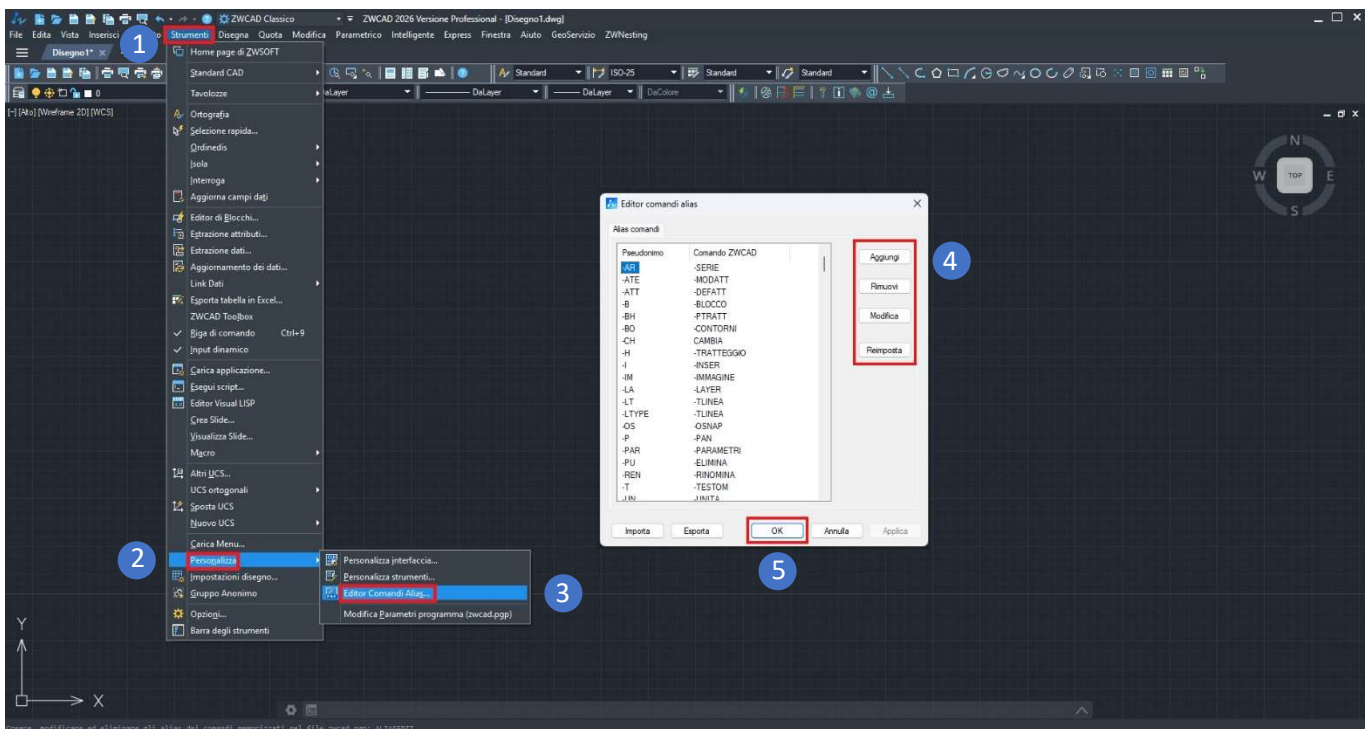 ZWCAD Classico
ZWCAD 2026 Versione Professional - [Disegno1.dwg]
File Edita Vista Inserisci Strumenti Disegna Quota Modifica Parametrico Intelligente Express Finestra Aiuto GeoServizio ZWNesting
1
Disegno1*
Standard
ISO-25
Standard
Standard
0
DaLayer
DaLayer
DaColore
[-] [Alto] [Wireframe 2D] [WCS]
Home page di ZWSOFT
Standard CAD
Tavolozze
Ortografia
Selezione rapida...
Ordinedis
Isola
Interroga
Aggiorna campi dati
Editor di Blocchi...
Estrazione attributi...
Estrazione dati...
Aggiornamento dei dati...
Link Dati
Esporta tabella in Excel...
ZWCAD Toolbox
Riga di comando Ctrl+9
Input dinamico
Carica applicazione...
Esegui script...
Editor Visual LISP
Crea Slide...
Visualizza Slide...
Macro
Altri UCS...
UCS ortogonali
Sposta UCS
Nuovo UCS
Carica Menu...
2
Personalizza
Impostazioni disegno...
Gruppo Anonimo
Opzioni...
Barra degli strumenti
Personalizza interfaccia...
Personalizza strumenti...
Editor Comandi Alias...
3
Modifica Parametri programma (zwcad.pgp)
Editor comandi alias
Alias comandi
Pseudonimo Comando ZWCAD
-AR -SERIE
-ATE -MODATT
-ATT -DEFATT
-B -BLOCCO
-BH -PTRATT
-BO -CONTORNI
-CH CAMBIA
-H -TRATTEGGIO
-I -INSER
-IM -IMMAGINE
-LA -LAYER
-LT -TLINEA
-LTYPE -TLINEA
-OS -OSNAP
-P -PAN
-PAR -PARAMETRI
-PU -ELIMINA
-REN -RINOMINA
-T -TESTOM
-UN -UNITA
Aggiungi
Rimuovi
Modifica
Reimposta
4
Importa Esporta OK Annulla Applica
5
N
W TOP E
S
Y
X